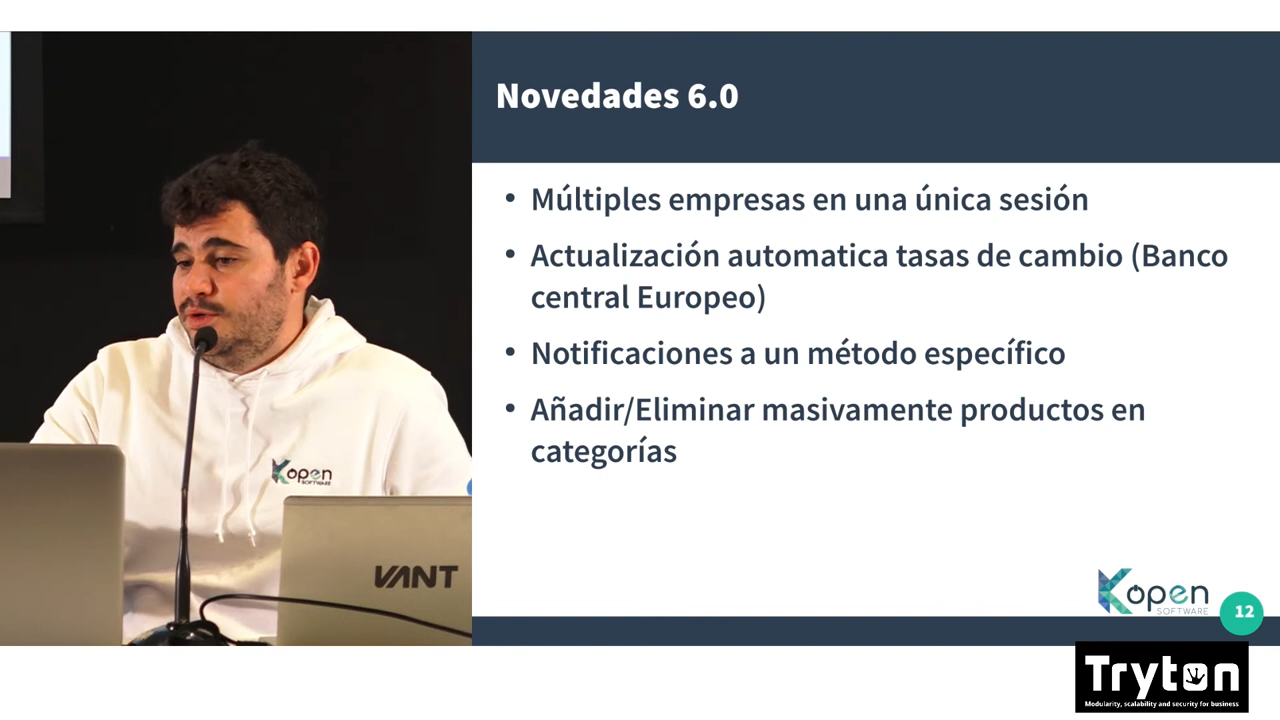 Novedades 6.0
• Múltiples empresas en una única sesión
• Actualización automatica tasas de cambio (Banco
central Europeo)
• Notificaciones a un método específico
• Añadir/Eliminar masivamente productos en
categorías
Kopen
SOFTWARE
VANT
Kopen
SOFTWARE
12
Tryton
Modularity, scalability and security for business